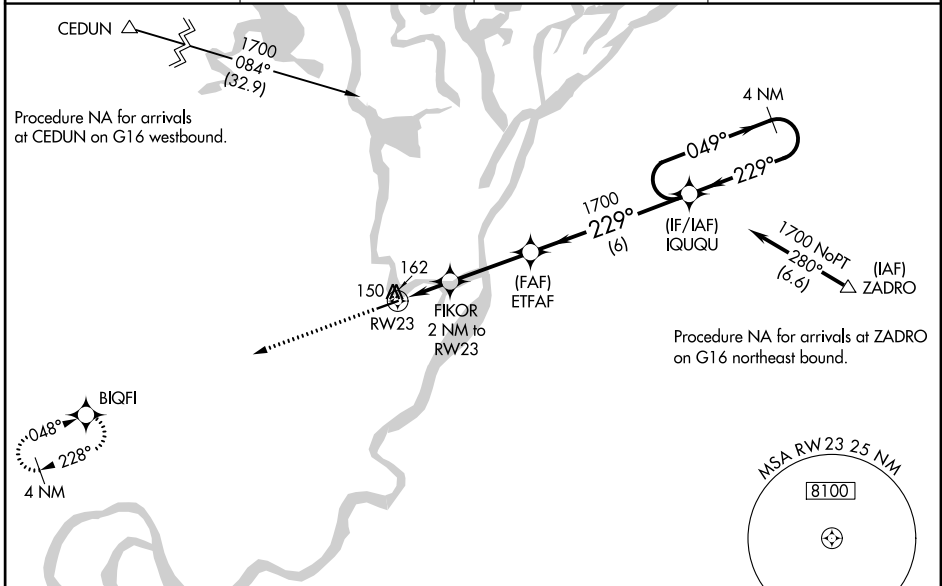 CEDUN
1700
084°
(32.9)
Procedure NA for arrivals
at CEDUN on G16 westbound.
4 NM
049°
229°
1700
229°
(6)
(IF/IAF)
IQUQU
1700 NoPT
280°
(6.6)
(IAF)
ZADRO
(FAF)
ETFAF
162
150
RW23
FIKOR
2 NM to
RW23
Procedure NA for arrivals at ZADRO
on G16 northeast bound.
BIQFI
048°
228°
4 NM
MSA RW23 25 NM
8100